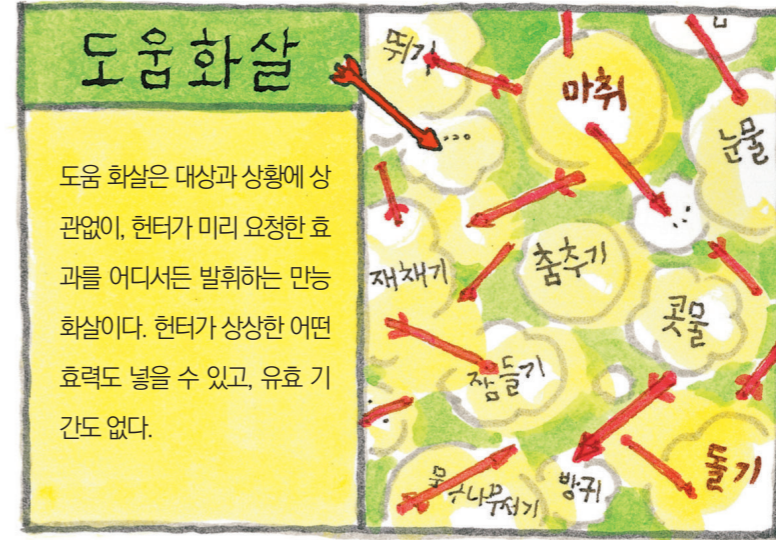 도움화살
도움 화살은 대상과 상황에 상
관없이, 헌터가 미리 요청한 효
과를 어디서든 발휘하는 만능
화살이다. 헌터가 상상한 어떤
효력도 넣을 수 있고, 유효 기
간도 없다.
뛰기
마취
눈물
....
재채기
춤추기
콧물
잠들기
방귀
돌기